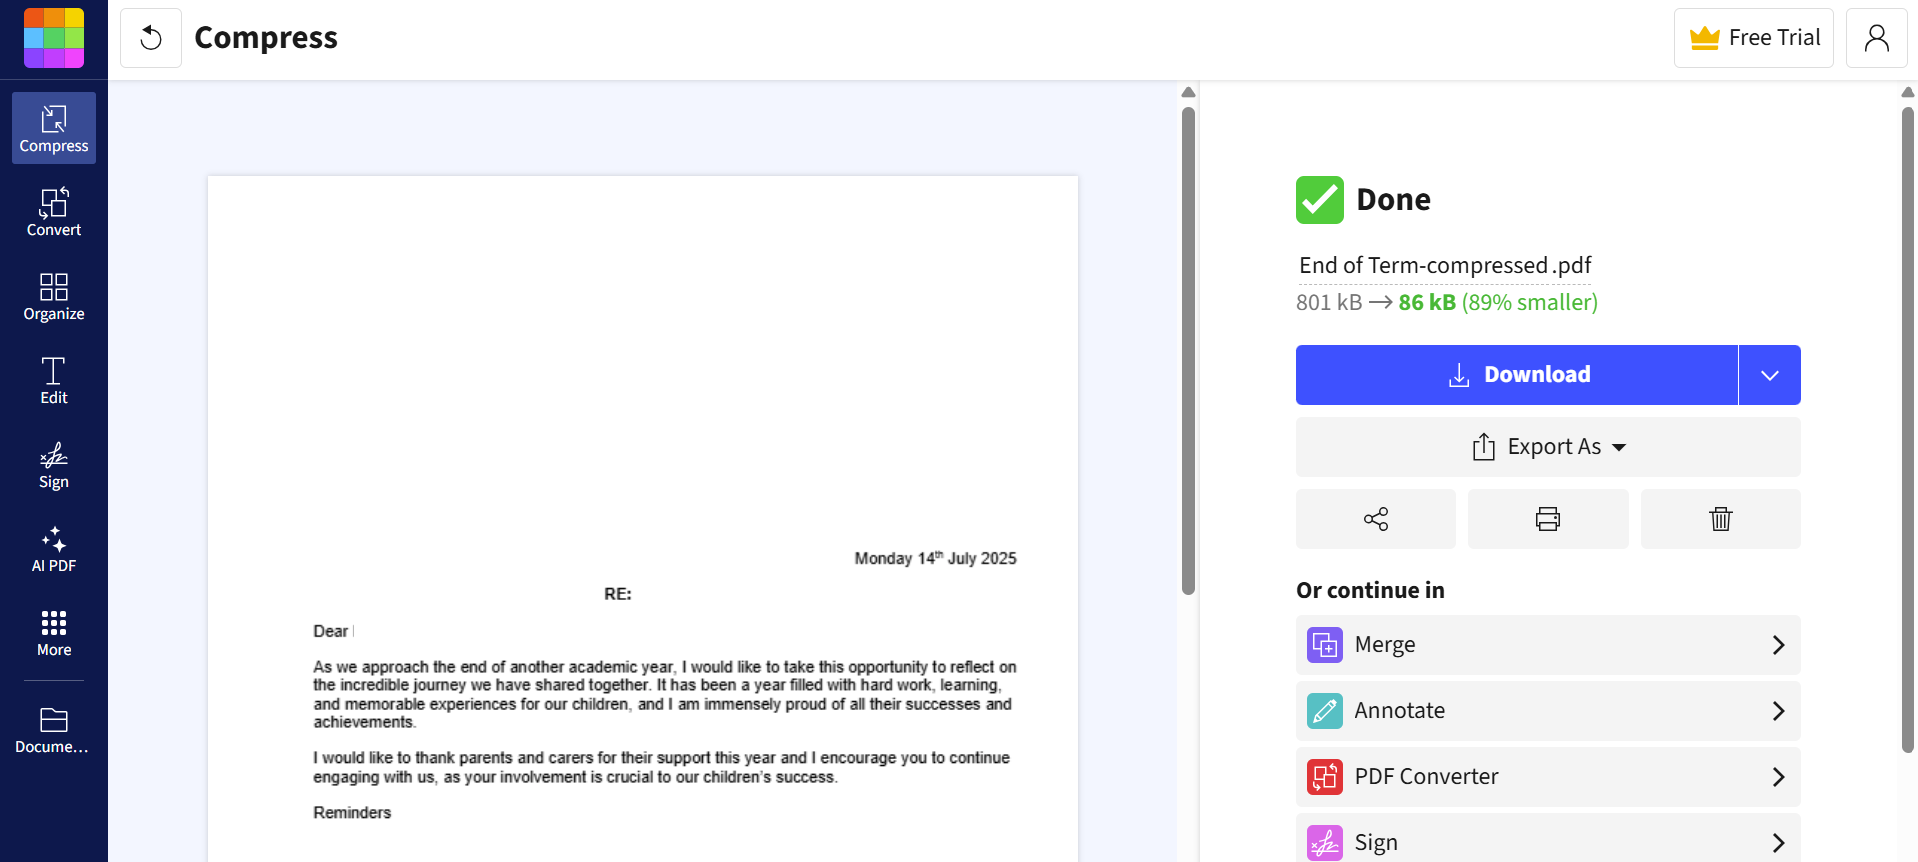 Compress
Free Trial
Compress
Convert
Organize
Edit
Sign
AI PDF
More
Docume...
Monday 14th July 2025
RE:
Dear
As we approach the end of another academic year, I would like to take this opportunity to reflect on
the incredible journey we have shared together. It has been a year filled with hard work, learning,
and memorable experiences for our children, and I am immensely proud of all their successes and
achievements.
I would like to thank parents and carers for their support this year and I encourage you to continue
engaging with us, as your involvement is crucial to our children's success.
Reminders
Done
End of Term-compressed.pdf
801 kB → 86 kB (89% smaller)
Download
Export As
Or continue in
Merge
Annotate
PDF Converter
Sign